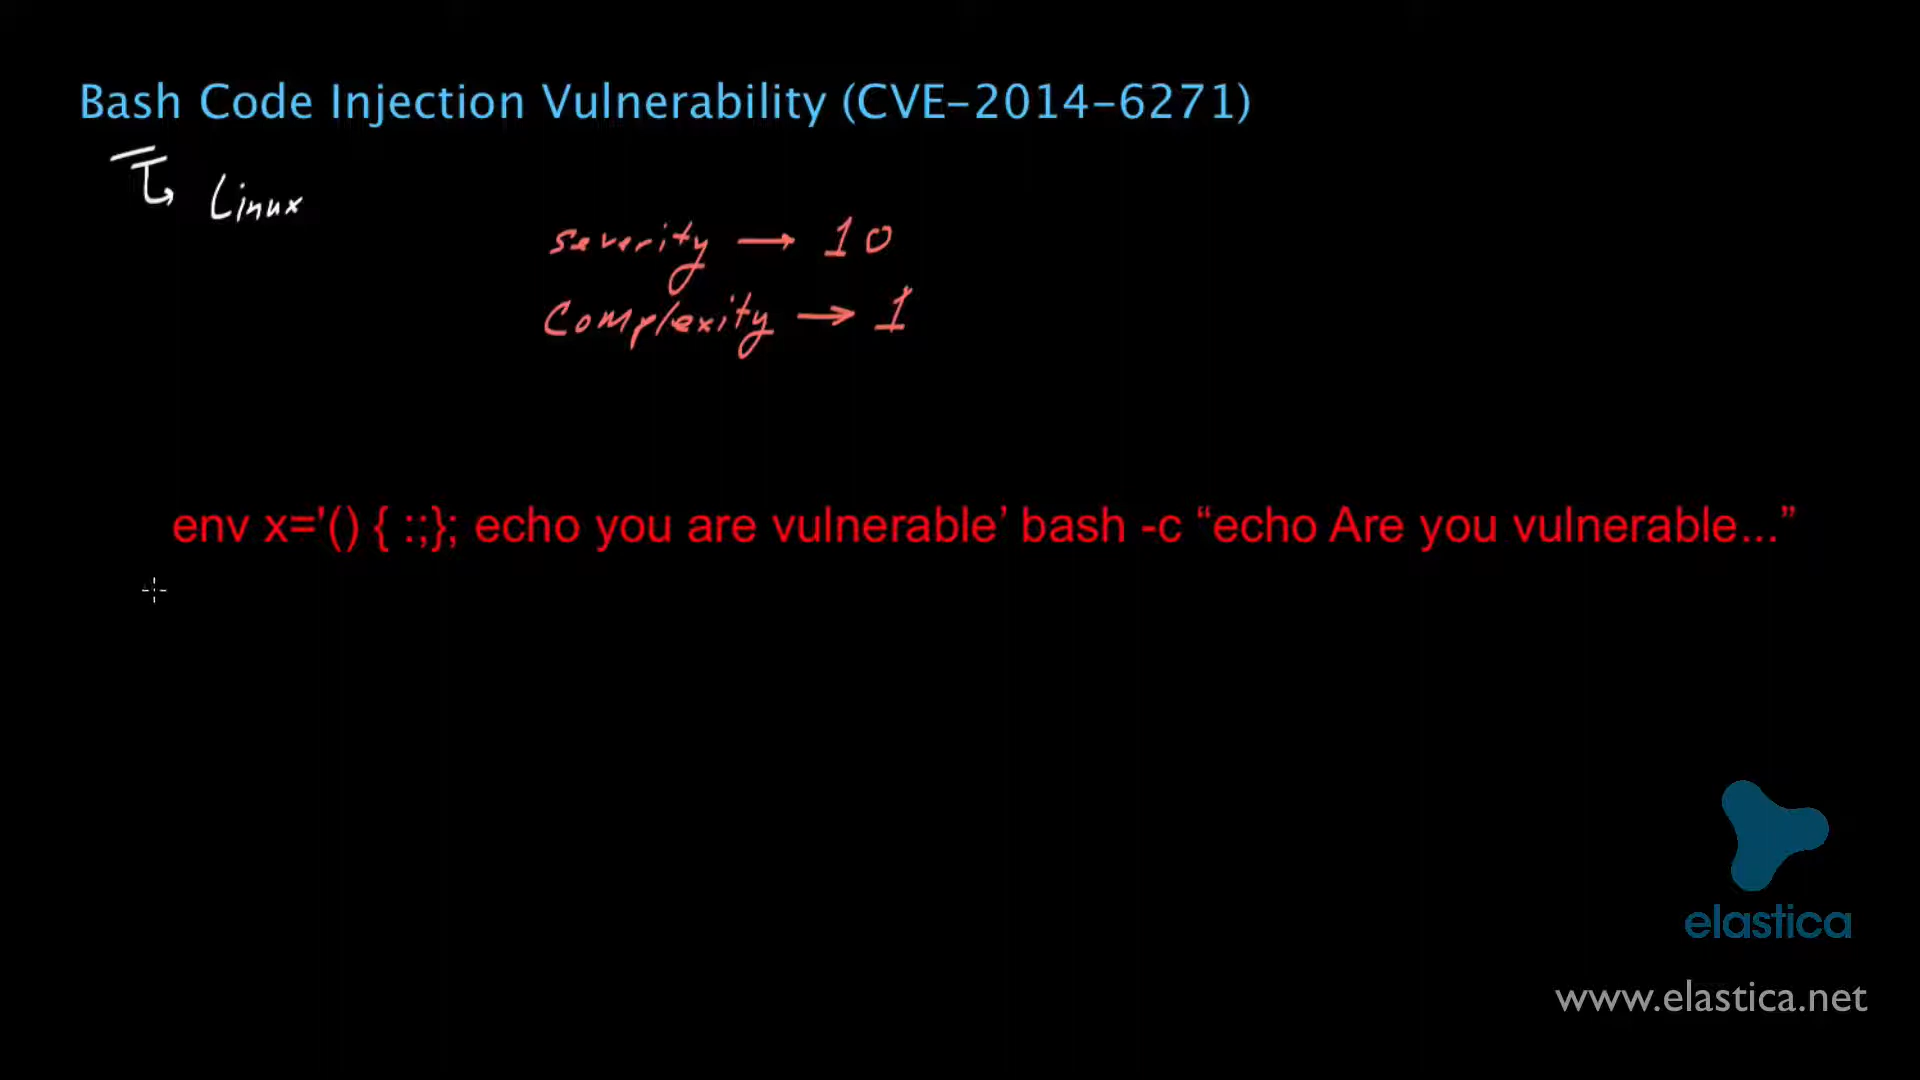 Bash Code Injection Vulnerability (CVE-2014-6271)
Linux
severity → 10
Complexity → 1
env x='() { :;}; echo you are vulnerable’ bash -c “echo Are you vulnerable...”
elastica
www.elastica.net